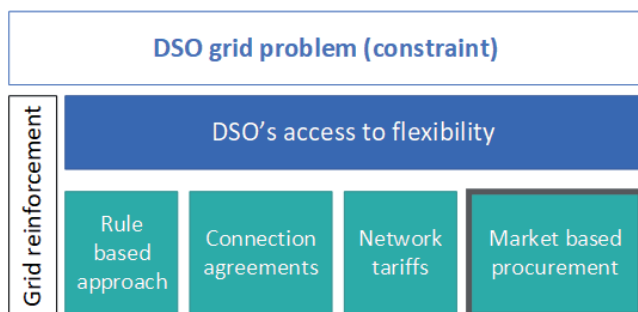 DSO grid problem (constraint)
Grid reinforcement
DSO's access to flexibility
Rule
based
approach
Connection
agreements
Network
tariffs
Market based
procurement